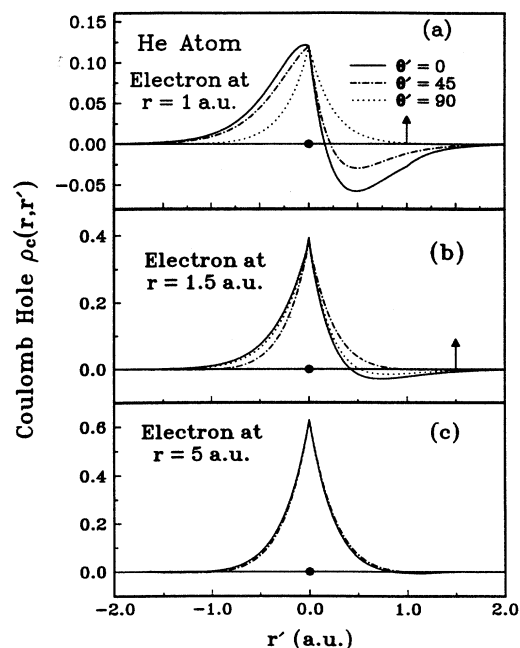 He Atom
(a)
Electron at
r = 1 a.u.
θ′ = 0
θ′ = 45
θ′ = 90
0.15
0.10
0.05
0.00
−0.05
Coulomb Hole ρc(r,r′)
(b)
Electron at
r = 1.5 a.u.
0.4
0.2
0.0
(c)
Electron at
r = 5 a.u.
0.6
0.4
0.2
0.0
−2.0 −1.0 0.0 1.0 2.0
r′ (a.u.)